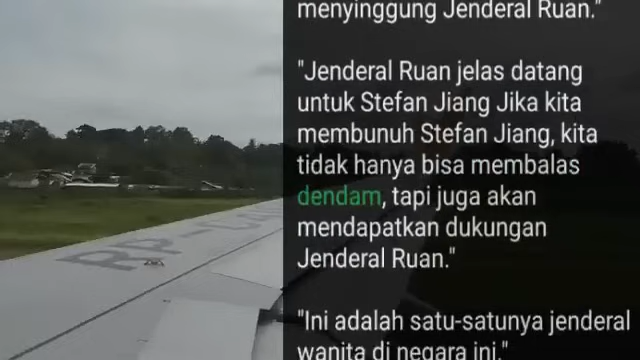 menyinggung Jenderal Ruan."
"Jenderal Ruan jelas datang
untuk Stefan Jiang Jika kita
membunuh Stefan Jiang, kita
tidak hanya bisa membalas
dendam, tapi juga akan
mendapatkan dukungan
Jenderal Ruan."
"Ini adalah satu-satunya jenderal
wanita di negara ini."
RP-C